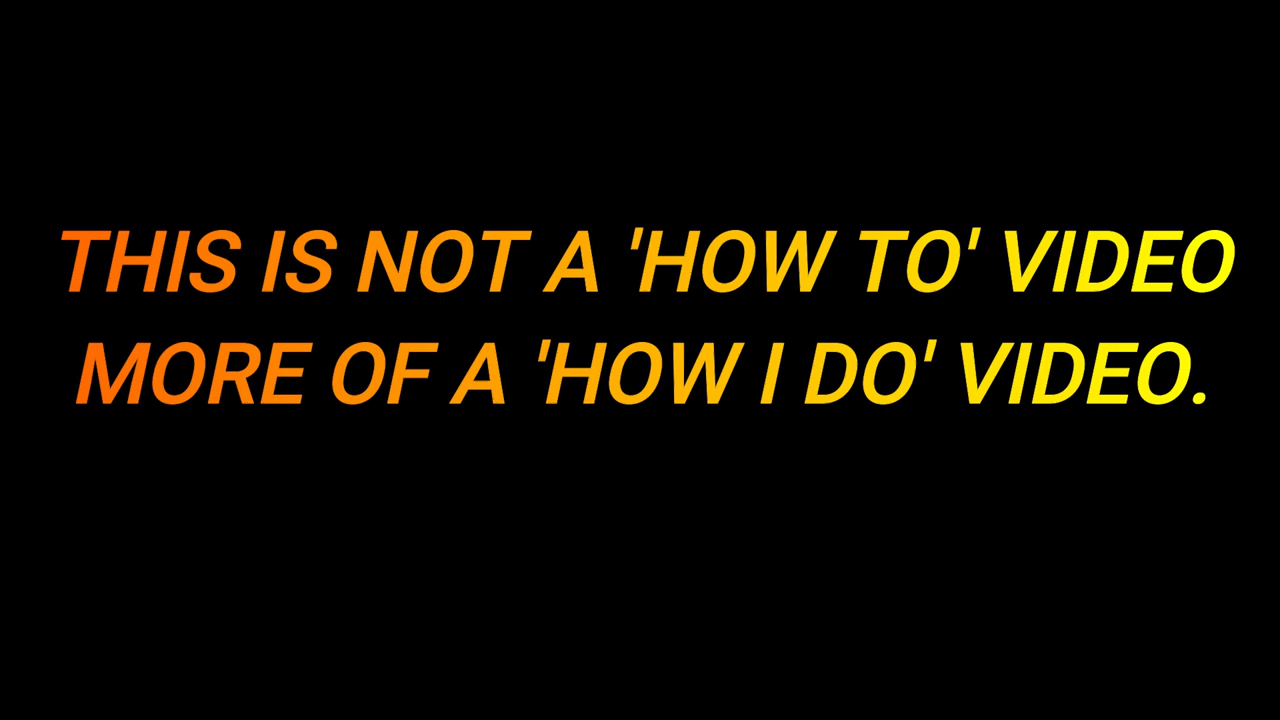 THIS IS NOT A 'HOW TO' VIDEO
MORE OF A 'HOW I DO' VIDEO.